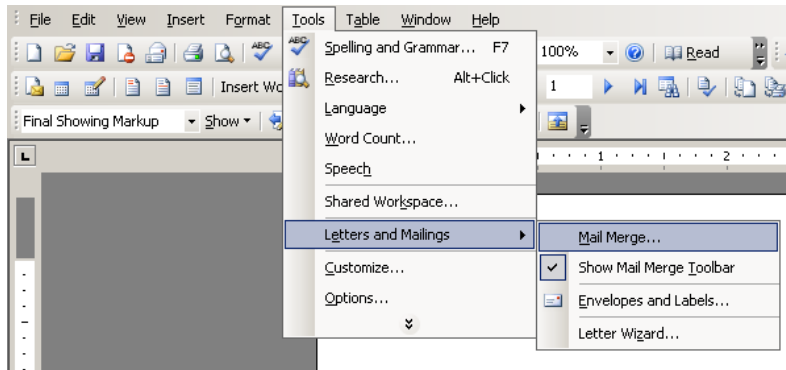 File Edit View Insert Format Tools Table Window Help
ABC ABC Spelling and Grammar... F7 100% Read
Research... Alt+Click
Insert Wo 1
Language
Final Showing Markup Show
Word Count...
L 1 2
Speech
Shared Workspace...
Letters and Mailings
Mail Merge...
Customize...
Show Mail Merge Toolbar
Options...
Envelopes and Labels...
Letter Wizard...